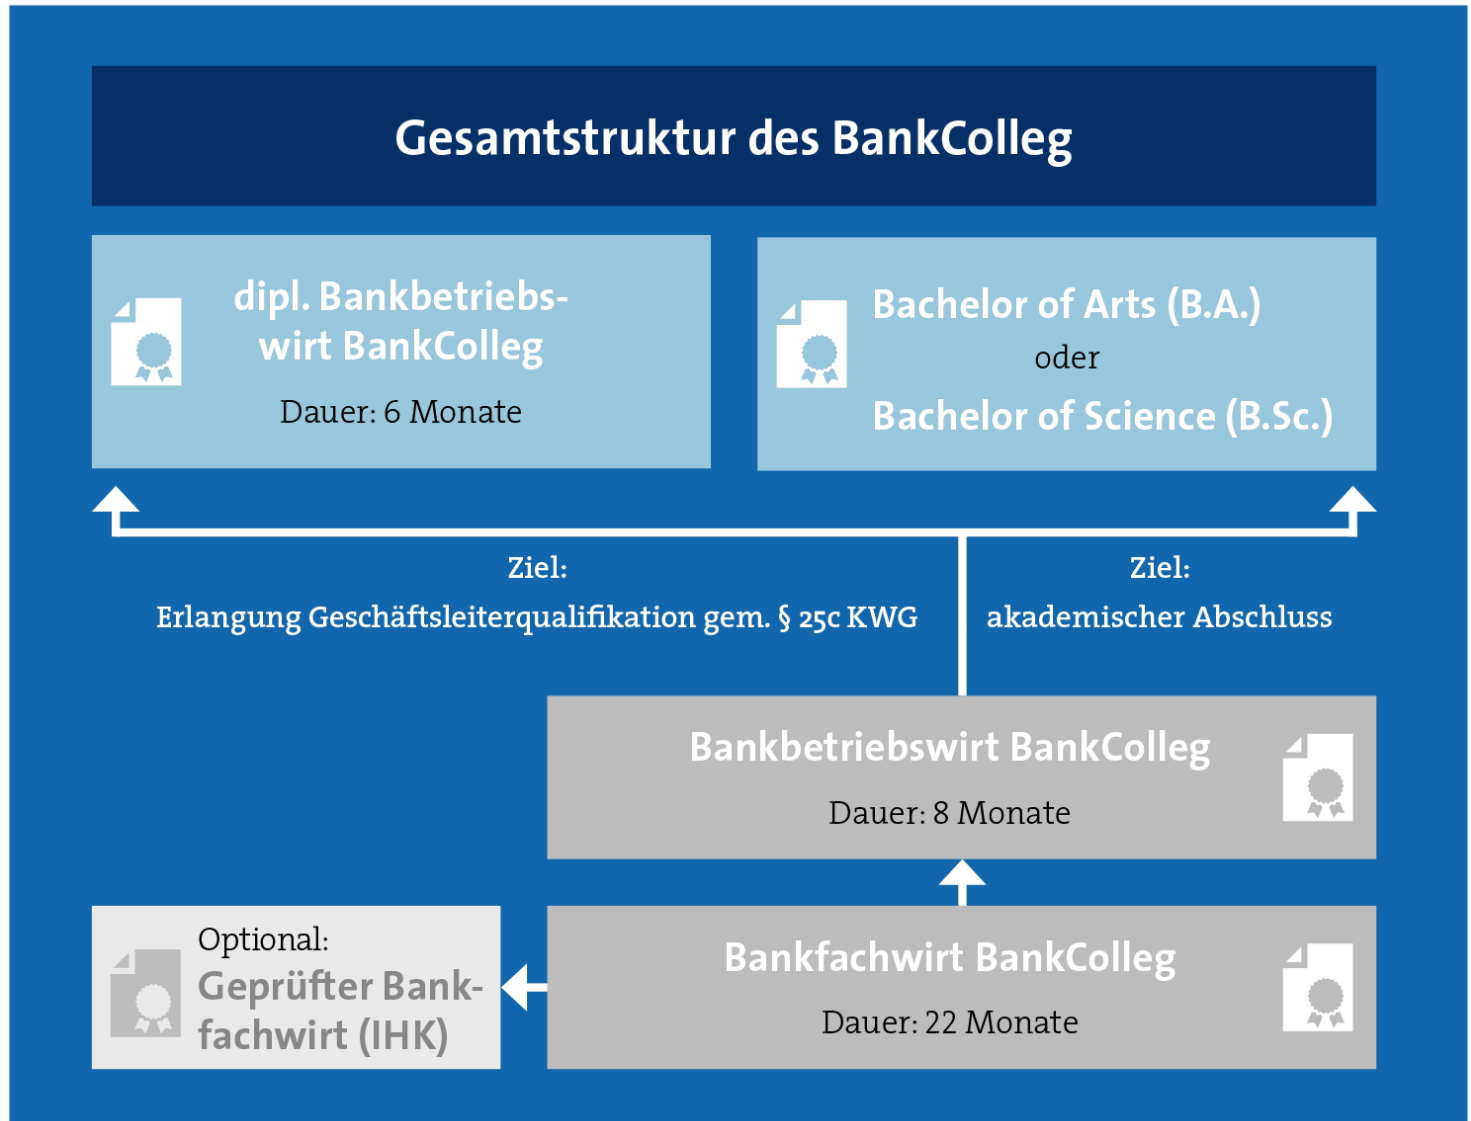 Gesamtstruktur des BankColleg
dipl. Bankbetriebs-
wirt BankColleg
Dauer: 6 Monate
Bachelor of Arts (B.A.)
oder
Bachelor of Science (B.Sc.)
Ziel:
Erlangung Geschäftsleiterqualifikation gem. § 25c KWG
Ziel:
akademischer Abschluss
Bankbetriebswirt BankColleg
Dauer: 8 Monate
Optional:
Geprüfter Bank-
fachwirt (IHK)
Bankfachwirt BankColleg
Dauer: 22 Monate